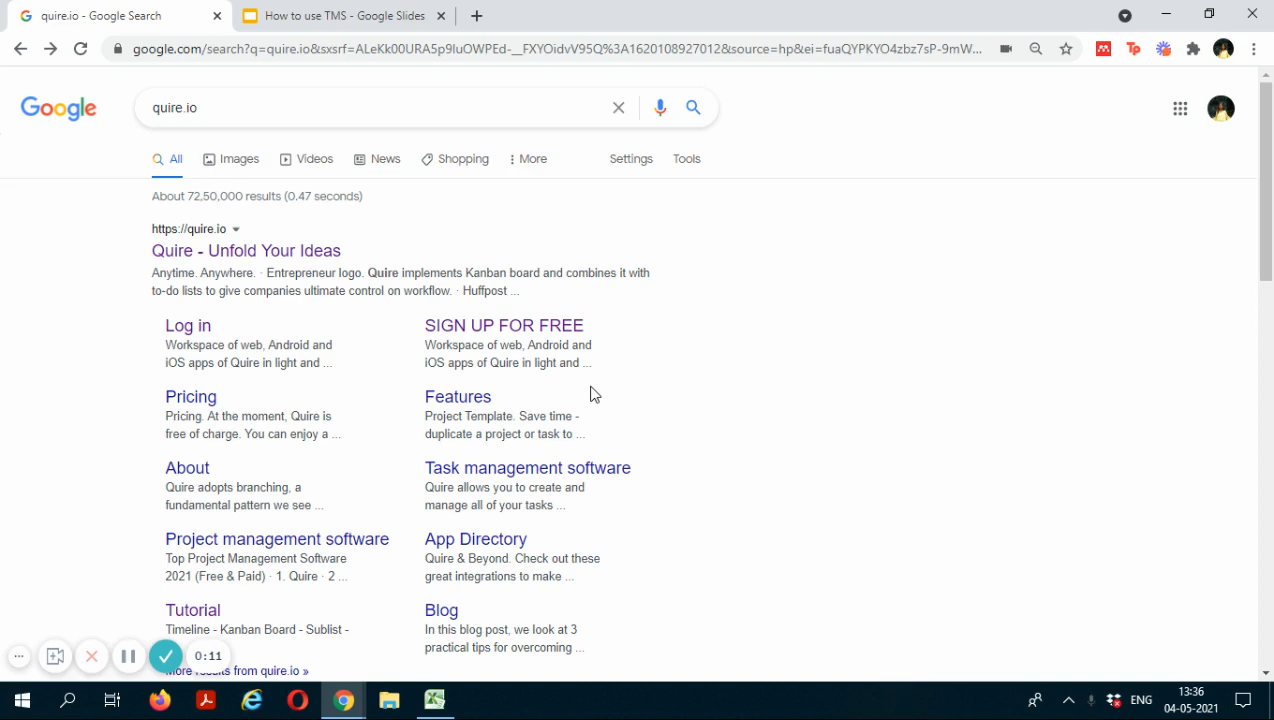 quire.io - Google Search
How to use TMS - Google Slides
google.com/search?q=quire.io&sxsrf=ALeKk00URA5p9IuOWPEd-__FXYOidvV95Q%3A1620108927012&source=hp&ei=fuaQYPKYO4zbz7sP-9mW...
Google
quire.io
All Images Videos News Shopping More Settings Tools
About 72,50,000 results (0.47 seconds)
https://quire.io
Quire - Unfold Your Ideas
Anytime. Anywhere. · Entrepreneur logo. Quire implements Kanban board and combines it with
to-do lists to give companies ultimate control on workflow. · Huffpost ...
Log in
Workspace of web, Android and
iOS apps of Quire in light and ...
SIGN UP FOR FREE
Workspace of web, Android and
iOS apps of Quire in light and ...
Pricing
Pricing. At the moment, Quire is
free of charge. You can enjoy a ...
Features
Project Template. Save time -
duplicate a project or task to ...
About
Quire adopts branching, a
fundamental pattern we see ...
Task management software
Quire allows you to create and
manage all of your tasks ...
Project management software
Top Project Management Software
2021 (Free & Paid) · 1. Quire · 2 ...
App Directory
Quire & Beyond. Check out these
great integrations to make ...
Tutorial
Timeline - Kanban Board - Sublist -
Blog
In this blog post, we look at 3
practical tips for overcoming ...
0:11
More results from quire.io »
ENG
13:36
04-05-2021